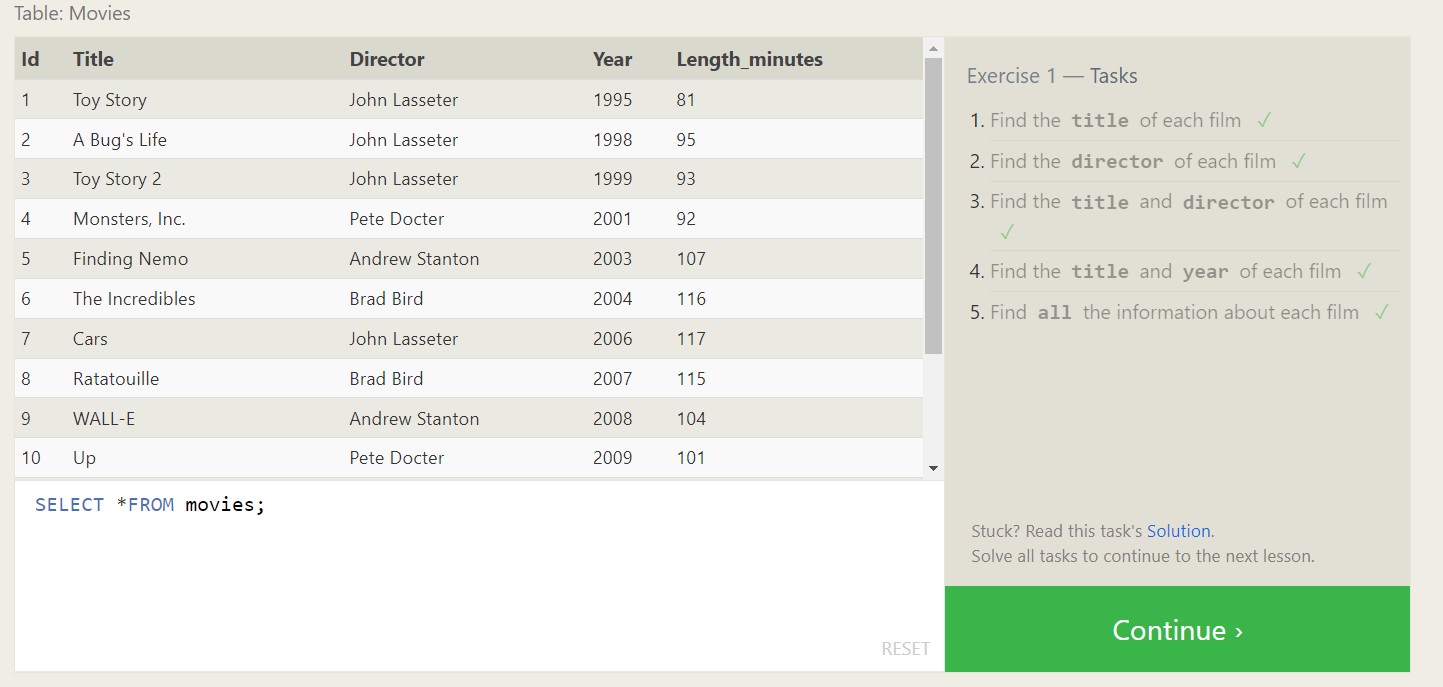 Table: Movies
Id Title Director Year Length_minutes
1 Toy Story John Lasseter 1995 81
2 A Bug's Life John Lasseter 1998 95
3 Toy Story 2 John Lasseter 1999 93
4 Monsters, Inc. Pete Docter 2001 92
5 Finding Nemo Andrew Stanton 2003 107
6 The Incredibles Brad Bird 2004 116
7 Cars John Lasseter 2006 117
8 Ratatouille Brad Bird 2007 115
9 WALL-E Andrew Stanton 2008 104
10 Up Pete Docter 2009 101
SELECT *FROM movies;
RESET
Exercise 1 — Tasks
1. Find the title of each film ✓
2. Find the director of each film ✓
3. Find the title and director of each film
✓
4. Find the title and year of each film ✓
5. Find all the information about each film ✓
Stuck? Read this task's Solution.
Solve all tasks to continue to the next lesson.
Continue ›